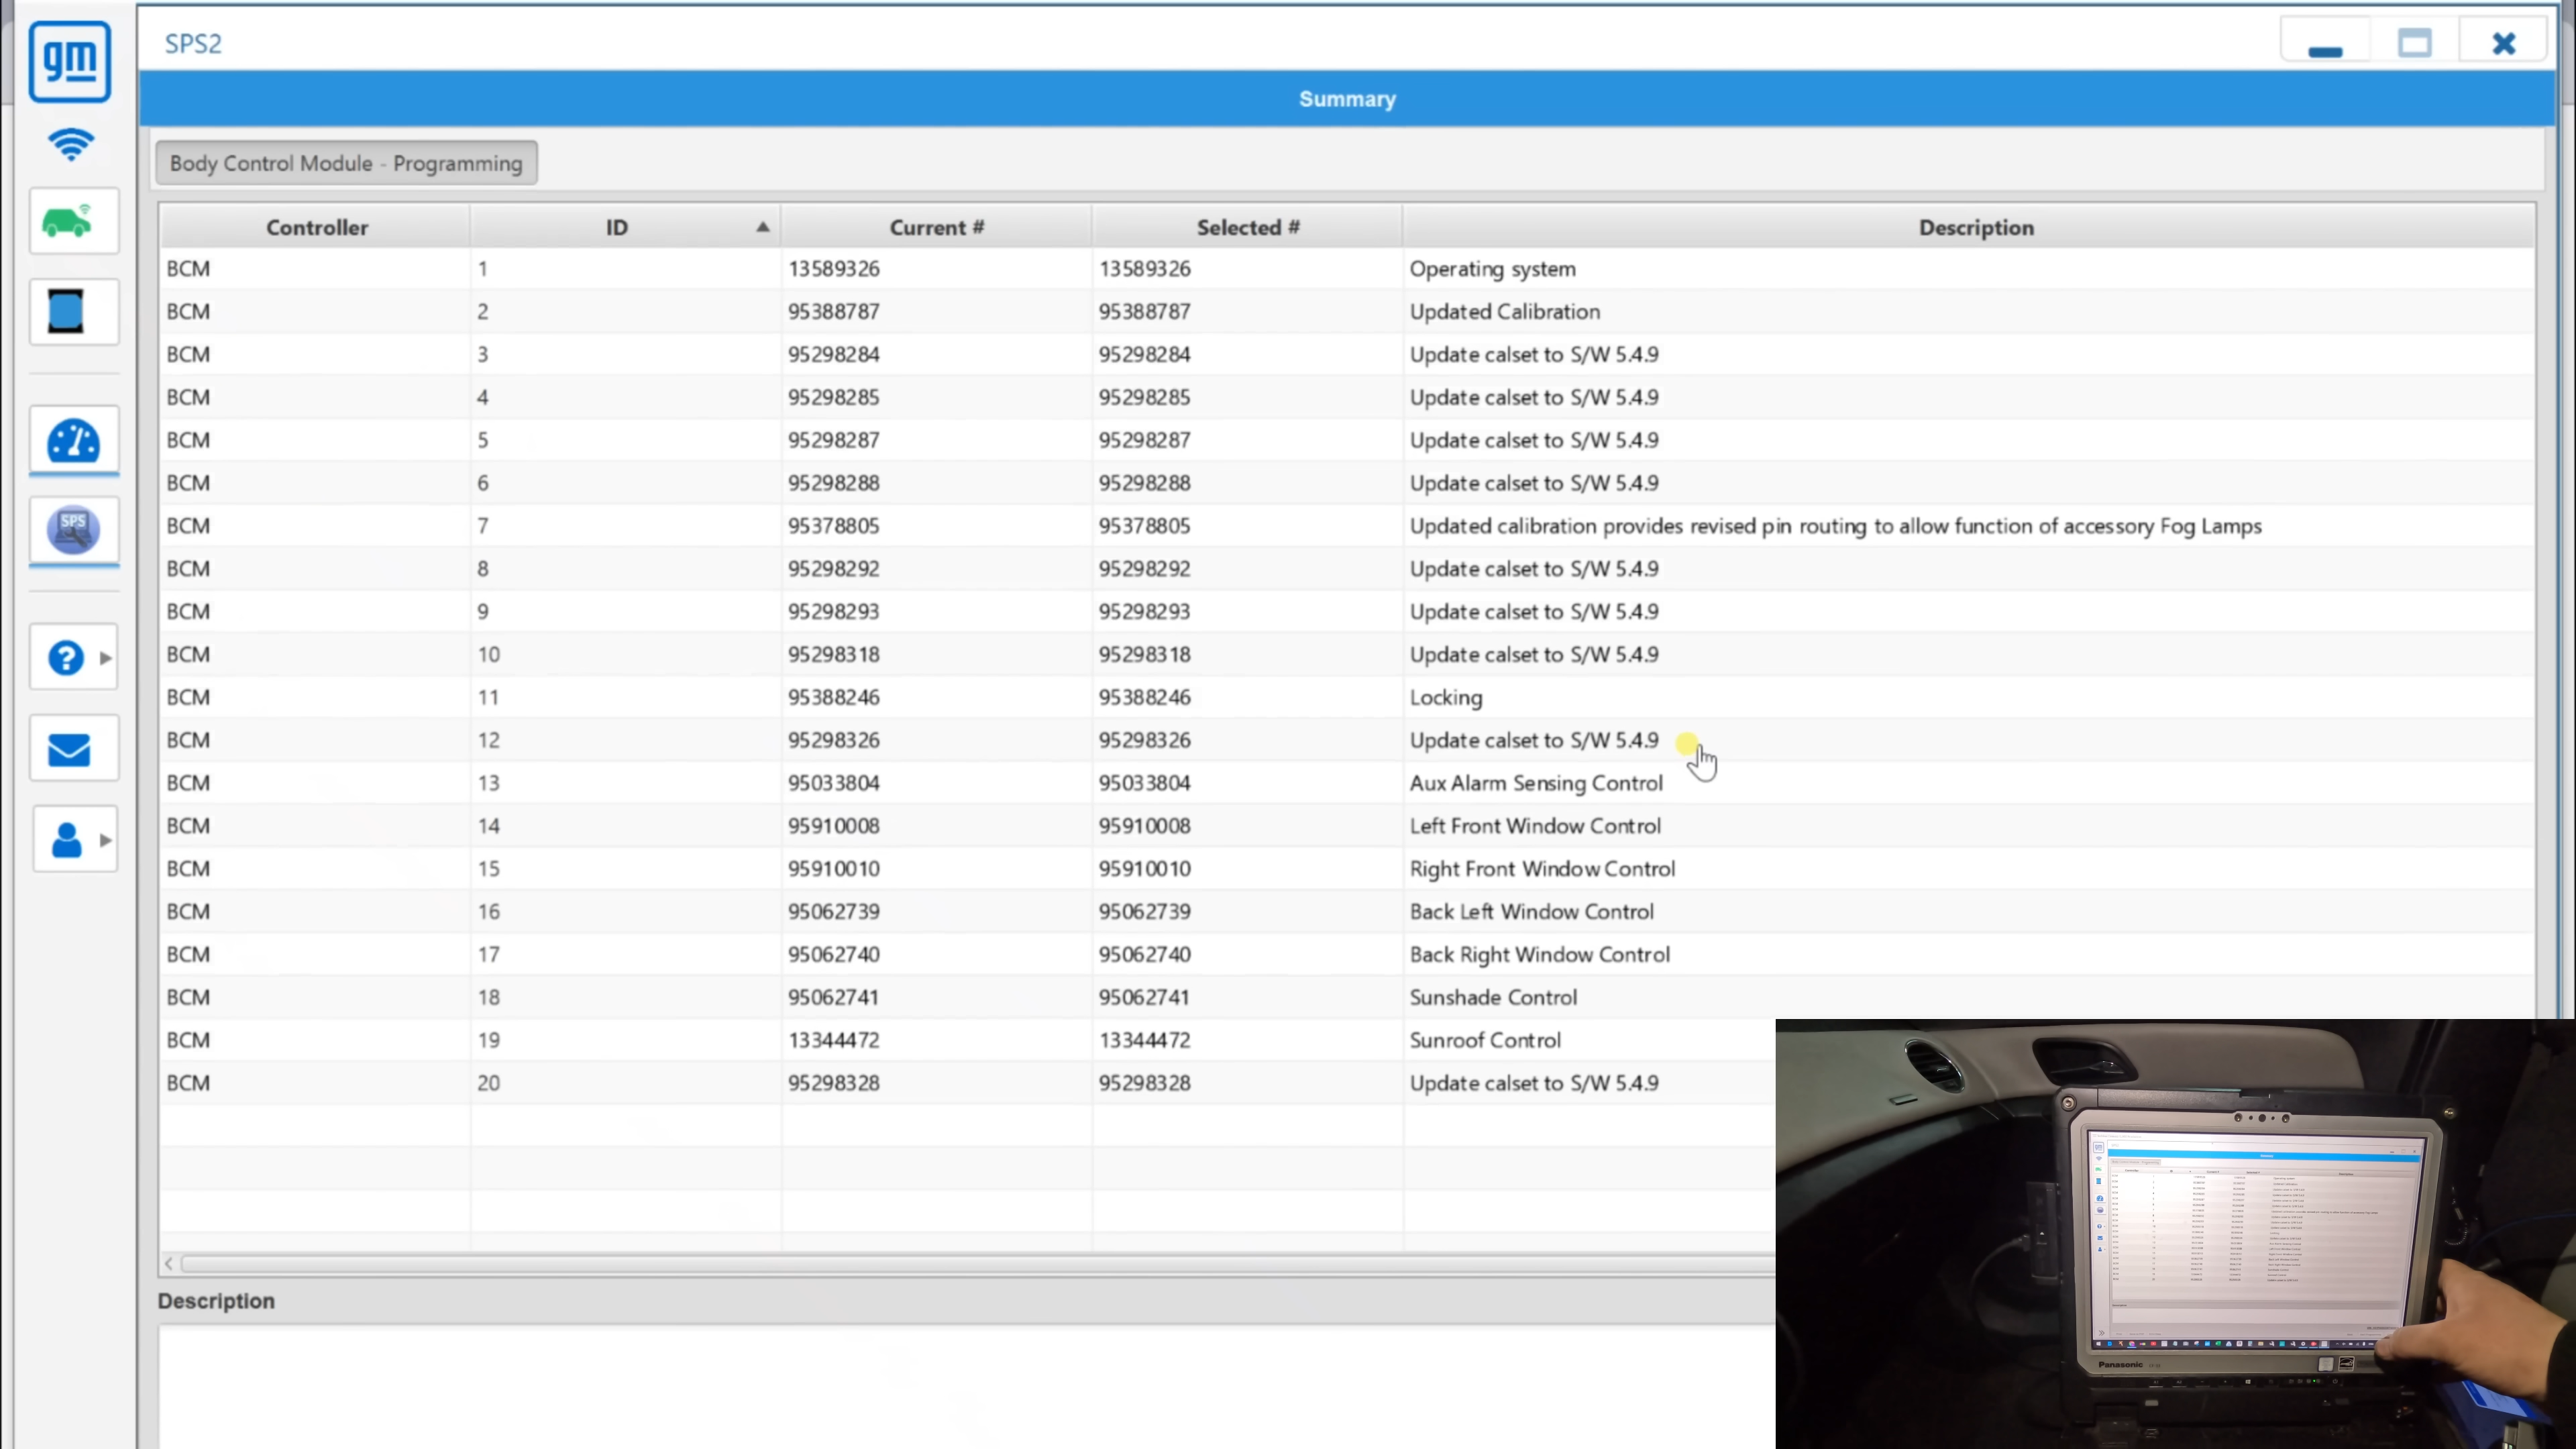 gm
SPS2
Summary
Body Control Module - Programming
Controller ID Current # Selected # Description
BCM 1 13589326 13589326 Operating system
BCM 2 95388787 95388787 Updated Calibration
BCM 3 95298284 95298284 Update calset to S/W 5.4.9
BCM 4 95298285 95298285 Update calset to S/W 5.4.9
BCM 5 95298287 95298287 Update calset to S/W 5.4.9
BCM 6 95298288 95298288 Update calset to S/W 5.4.9
SPS
BCM 7 95378805 95378805 Updated calibration provides revised pin routing to allow function of accessory Fog Lamps
BCM 8 95298292 95298292 Update calset to S/W 5.4.9
BCM 9 95298293 95298293 Update calset to S/W 5.4.9
BCM 10 95298318 95298318 Update calset to S/W 5.4.9
BCM 11 95388246 95388246 Locking
BCM 12 95298326 95298326 Update calset to S/W 5.4.9
BCM 13 95033804 95033804 Aux Alarm Sensing Control
BCM 14 95910008 95910008 Left Front Window Control
BCM 15 95910010 95910010 Right Front Window Control
BCM 16 95062739 95062739 Back Left Window Control
BCM 17 95062740 95062740 Back Right Window Control
BCM 18 95062741 95062741 Sunshade Control
BCM 19 13344472 13344472 Sunroof Control
BCM 20 95298328 95298328 Update calset to S/W 5.4.9
Description
Panasonic